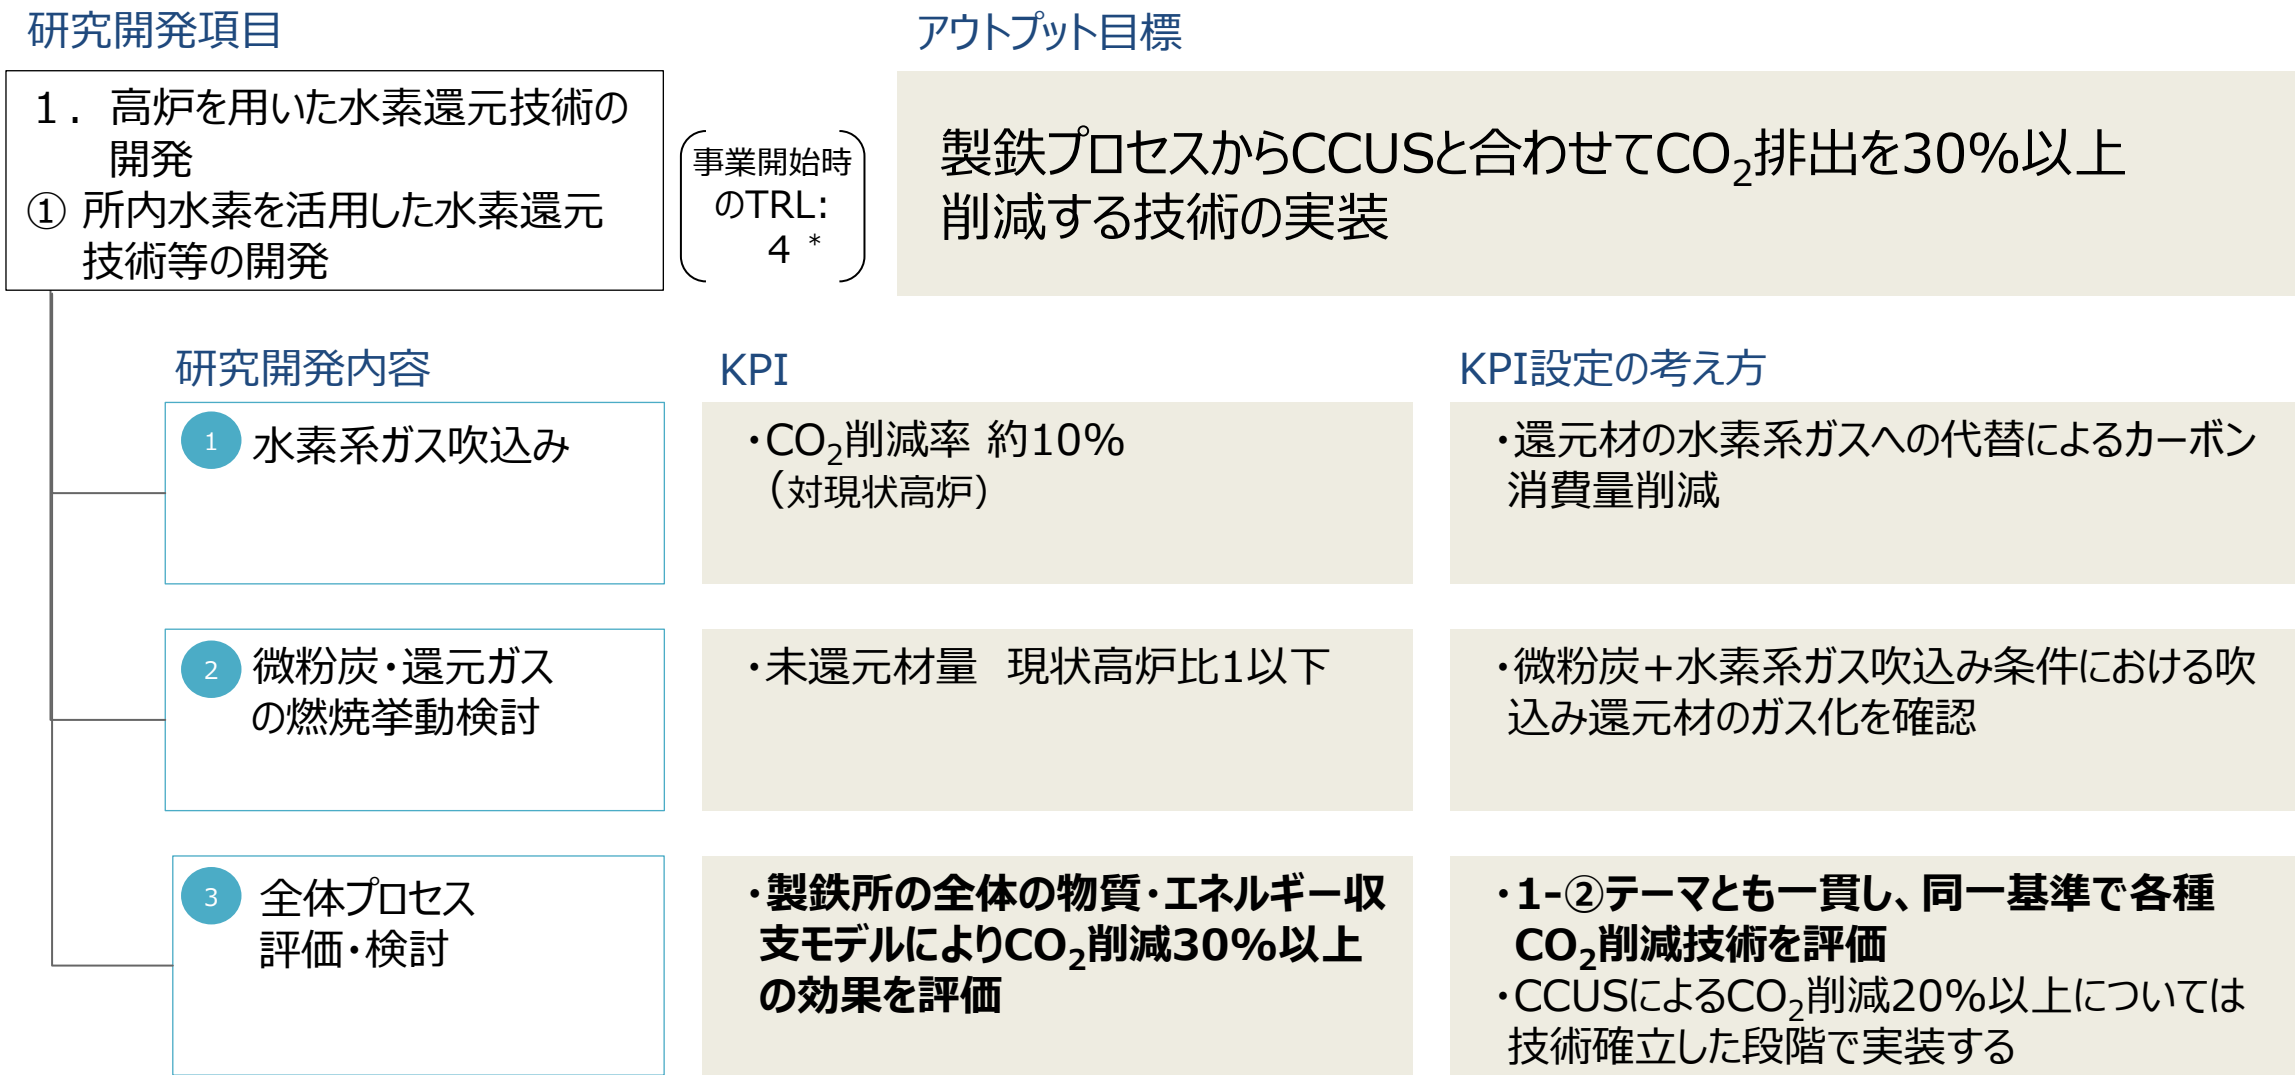 研究開発項目
アウトプット目標
１．高炉を用いた水素還元技術の
開発
① 所内水素を活用した水素還元
技術等の開発
事業開始時
のTRL:
４ *
製鉄プロセスからCCUSと合わせてCO₂排出を30%以上
削減する技術の実装
研究開発内容
KPI
KPI設定の考え方
1 水素系ガス吹込み
・CO₂削減率 約10%
（対現状高炉）
・還元材の水素系ガスへの代替によるカーボン
消費量削減
2 微粉炭・還元ガス
の燃焼挙動検討
・未還元材量　現状高炉比1以下
・微粉炭+水素系ガス吹込み条件における吹
込み還元材のガス化を確認
3 全体プロセス
評価・検討
・製鉄所の全体の物質・エネルギー収
支モデルによりCO₂削減30%以上
の効果を評価
・1-②テーマとも一貫し、同一基準で各種
CO₂削減技術を評価
・CCUSによるCO₂削減20%以上については
技術確立した段階で実装する